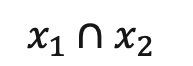 𝑥₁ ∩ 𝑥₂